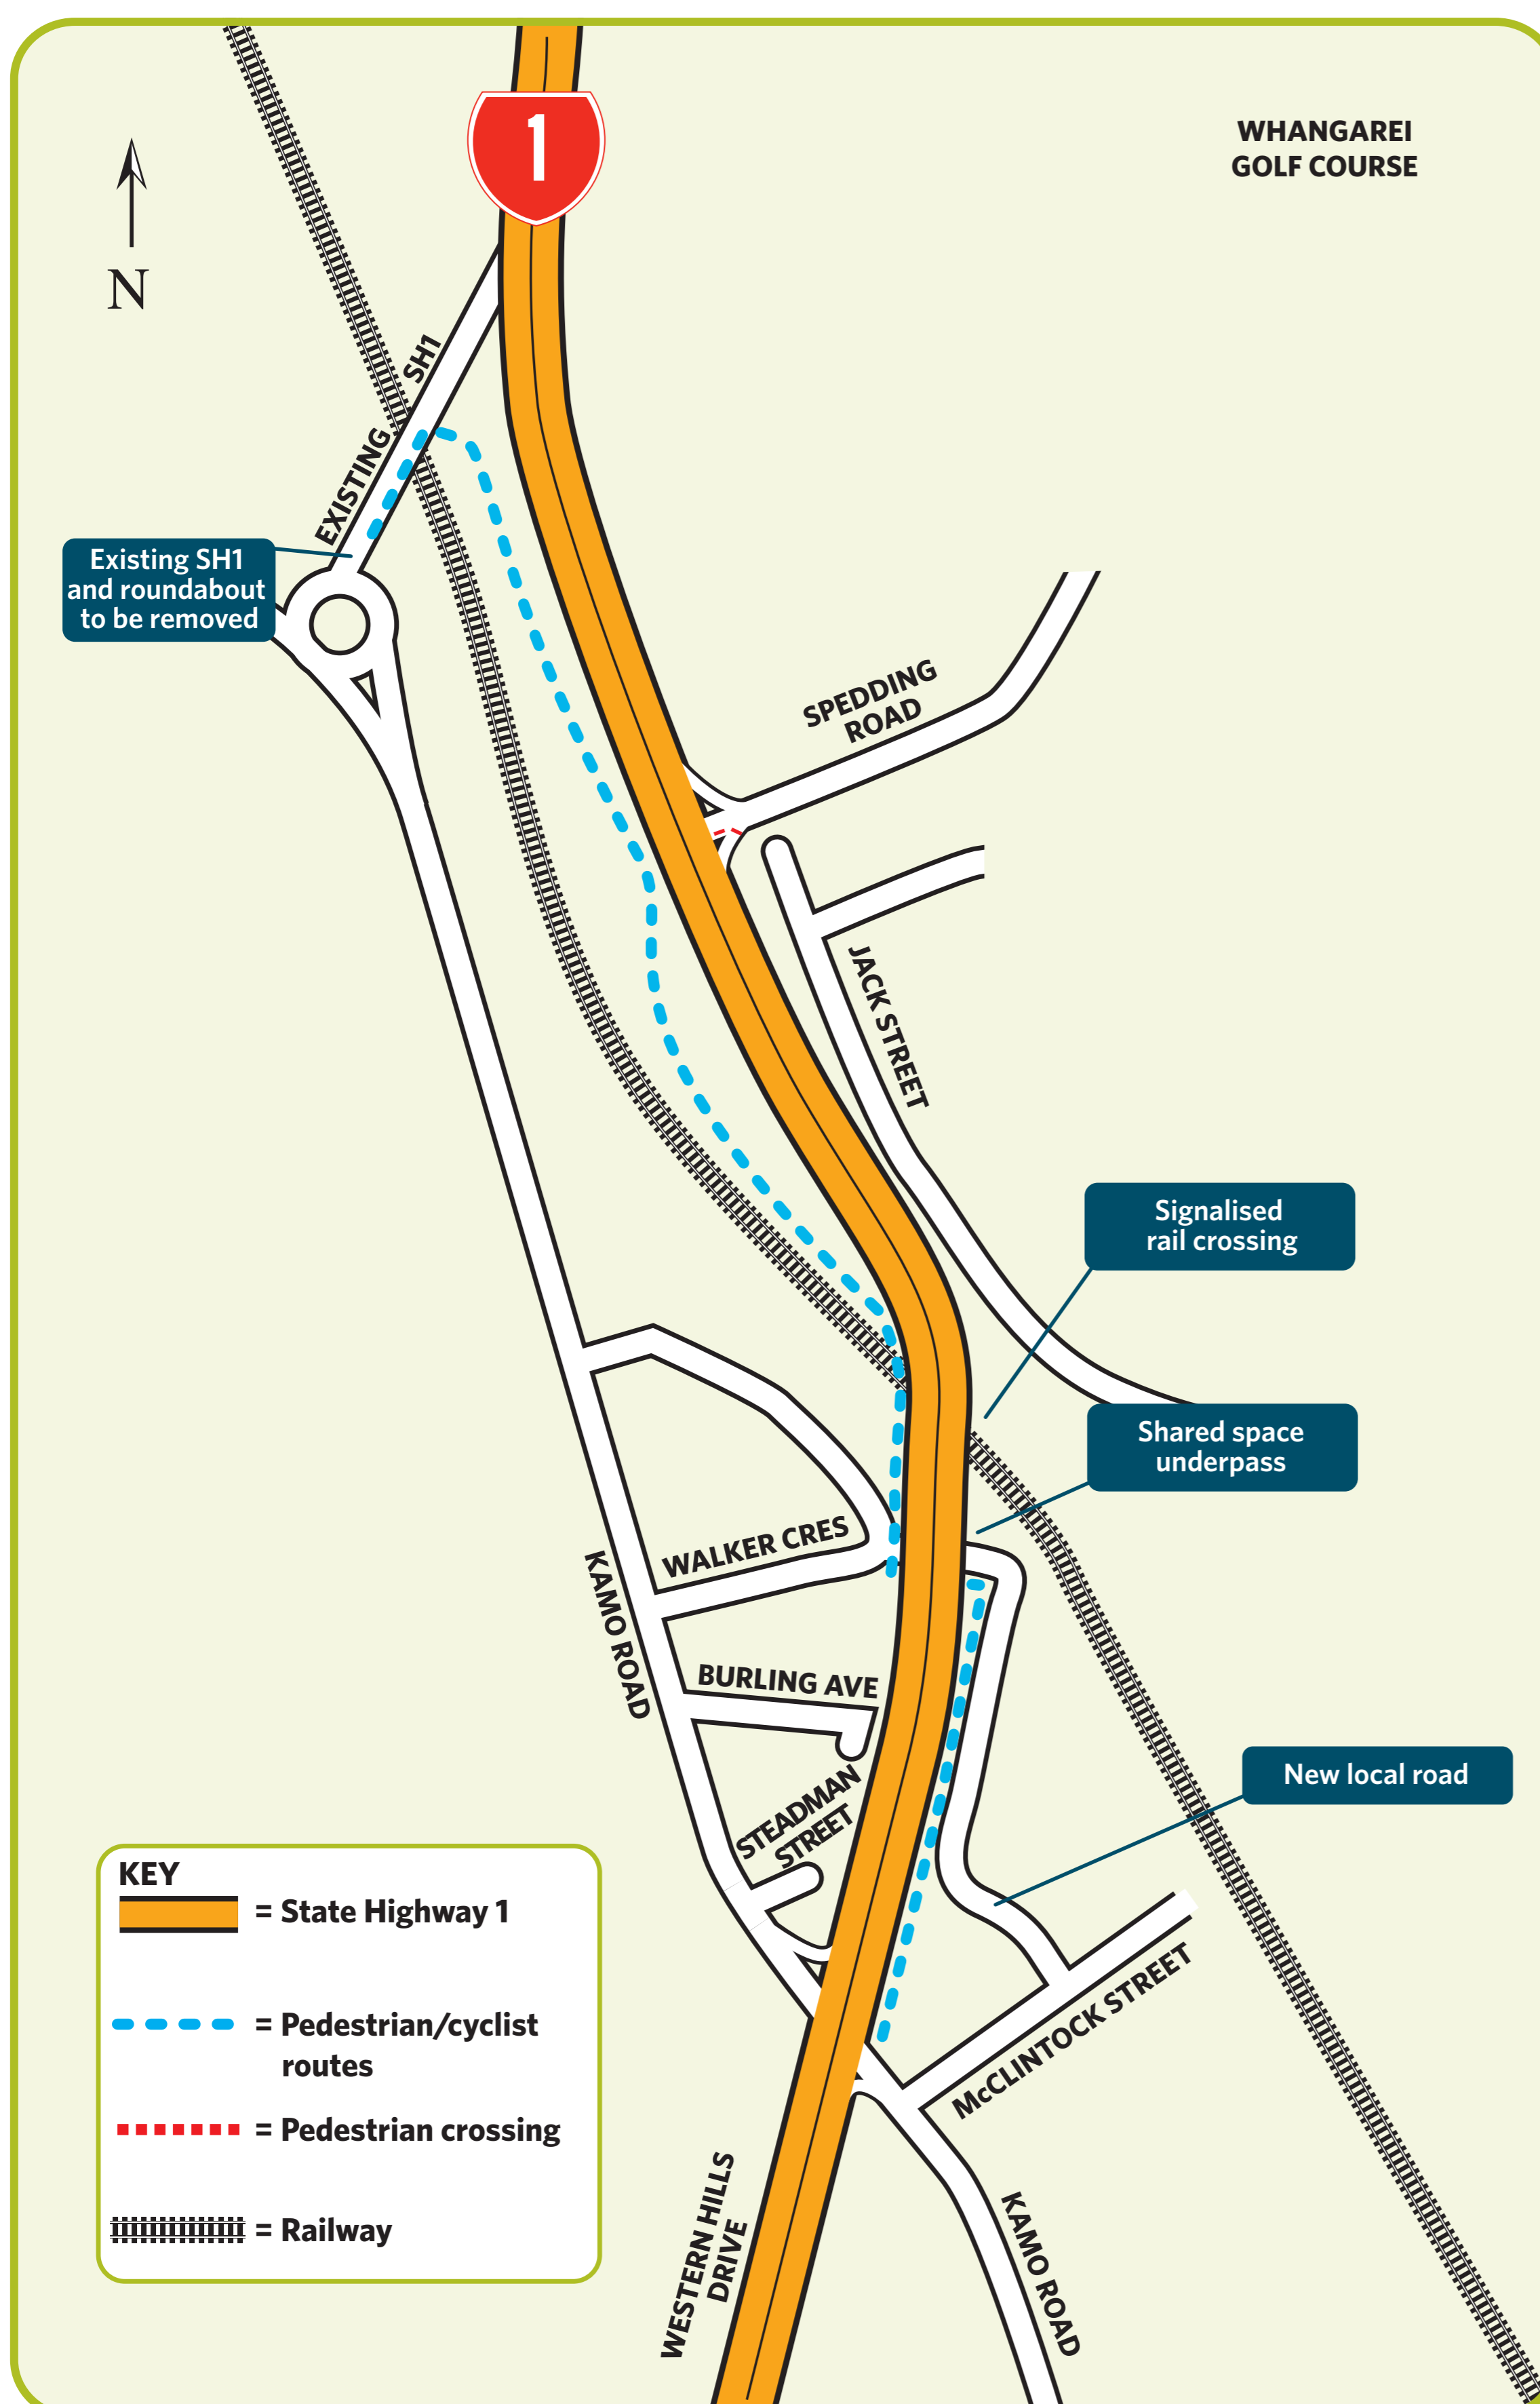 1
WHANGAREI
GOLF COURSE
N
EXISTING SH1
Existing SH1
and roundabout
to be removed
SPEDDING
ROAD
JACK STREET
Signalised
rail crossing
Shared space
underpass
WALKER CRES
KAMO ROAD
BURLING AVE
STEADMAN
STREET
New local road
McCLINTOCK STREET
KEY
= State Highway 1
= Pedestrian/cyclist
routes
= Pedestrian crossing
= Railway
WESTERN HILLS
DRIVE
KAMO ROAD